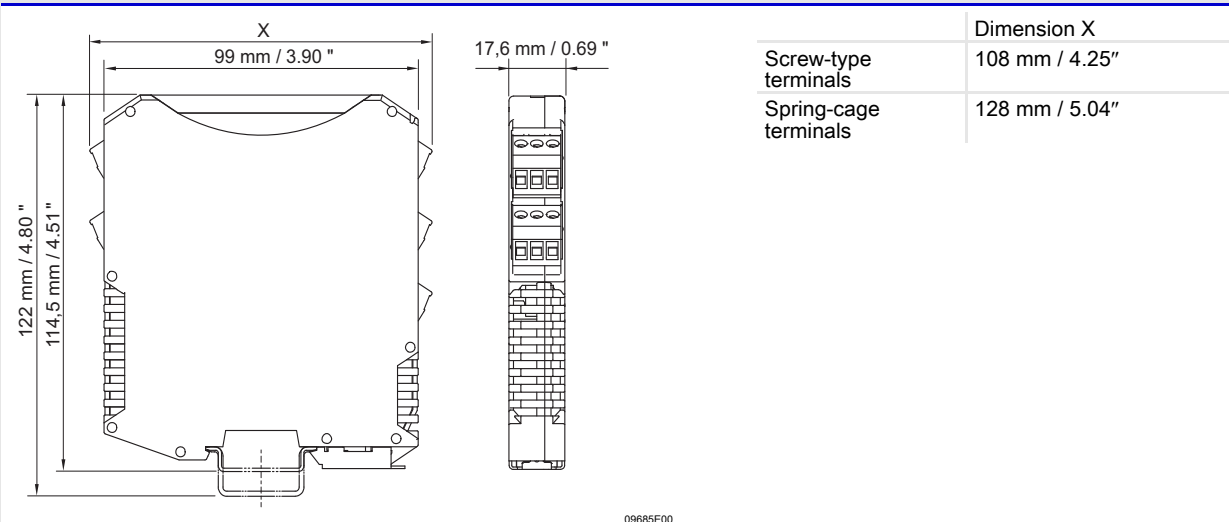 X
99 mm / 3.90 "
17,6 mm / 0.69 "
122 mm / 4.80 "
114,5 mm / 4.51"
Dimension X
Screw-type
terminals
108 mm / 4.25″
Spring-cage
terminals
128 mm / 5.04″
09685E00